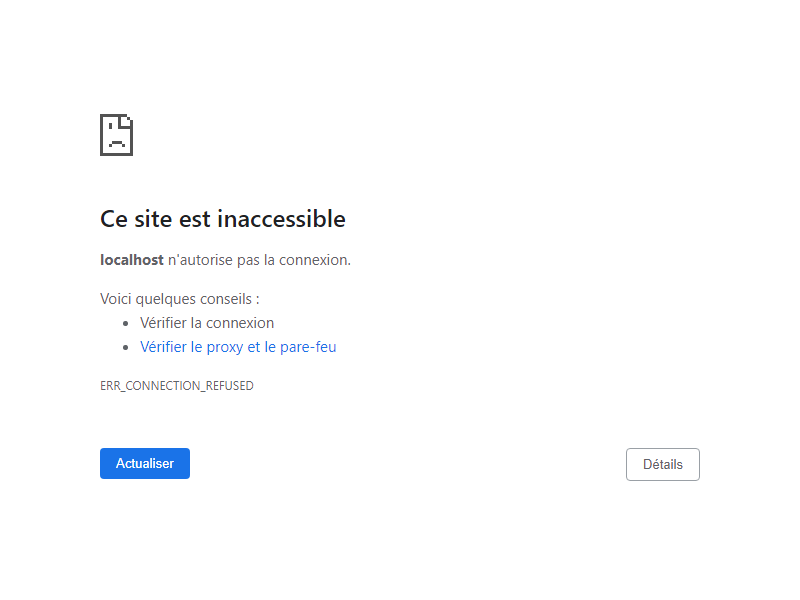 Ce site est inaccessible
localhost n'autorise pas la connexion.
Voici quelques conseils :
Vérifier la connexion
Vérifier le proxy et le pare-feu
ERR_CONNECTION_REFUSED
Actualiser
Détails